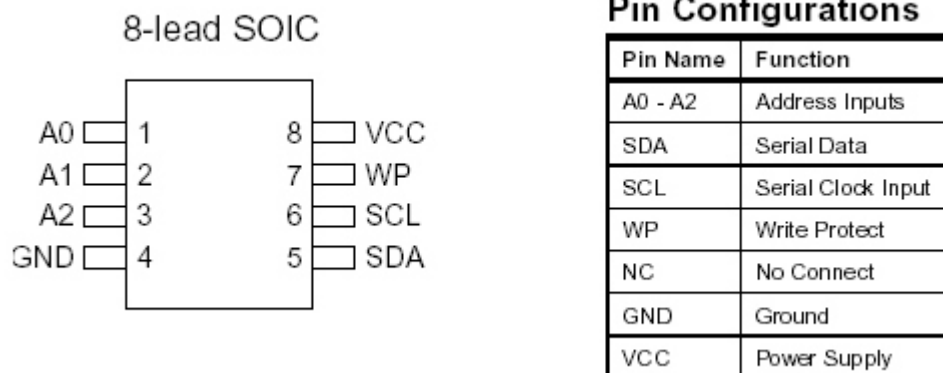 8-lead SOIC
A0 1 8 VCC
A1 2 7 WP
A2 3 6 SCL
GND 4 5 SDA
Pin Configurations
Pin Name Function
A0 - A2 Address Inputs
SDA Serial Data
SCL Serial Clock Input
WP Write Protect
NC No Connect
GND Ground
VCC Power Supply